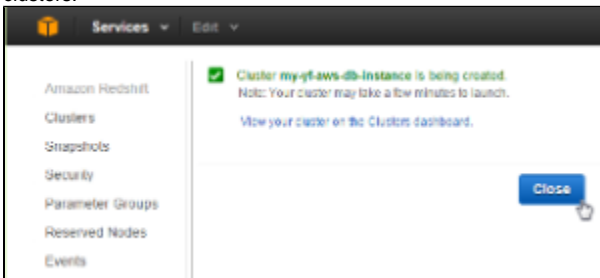 clusters.
Services Edit
Amazon Redshift
Clusters
Snapshots
Security
Parameter Groups
Reserved Nodes
Events
Cluster my-yf-aws-db-instance is being created.
Note: Your cluster may take a few minutes to launch.
View your cluster on the Clusters dashboard.
Close